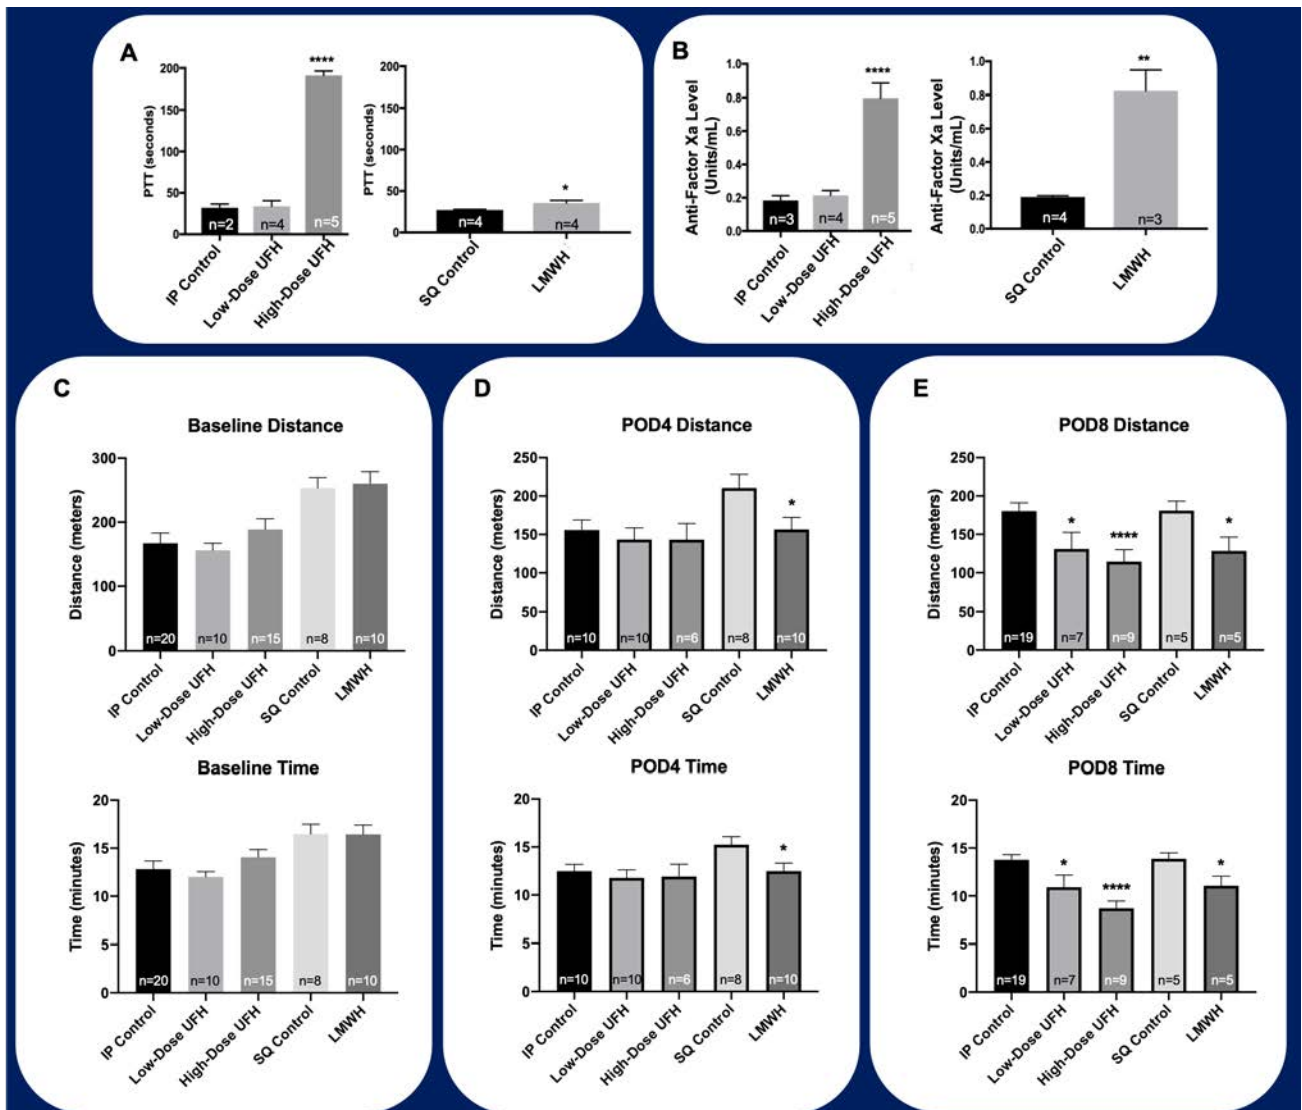 A
B
PTT (seconds)
200
150
100
50
0
****
n=2
n=4
n=5
IP Control
Low-Dose UFH
High-Dose UFH
PTT (seconds)
200
150
100
50
0
*
n=4
n=4
SQ Control
LMWH
Anti-Factor Xa Level
(Units/mL)
1.0
0.8
0.6
0.4
0.2
0.0
****
n=3
n=4
n=5
IP Control
Low-Dose UFH
High-Dose UFH
Anti-Factor Xa Level
(Units/mL)
1.0
0.8
0.6
0.4
0.2
0.0
**
n=4
n=3
SQ Control
LMWH
C
Baseline Distance
Distance (meters)
300
200
100
0
n=20
n=10
n=15
n=8
n=10
IP Control
Low-Dose UFH
High-Dose UFH
SQ Control
LMWH
Baseline Time
Time (minutes)
20
15
10
5
0
n=20
n=10
n=15
n=8
n=10
IP Control
Low-Dose UFH
High-Dose UFH
SQ Control
LMWH
D
POD4 Distance
Distance (meters)
250
200
150
100
50
0
*
n=10
n=10
n=6
n=8
n=10
IP Control
Low-Dose UFH
High-Dose UFH
SQ Control
LMWH
POD4 Time
Time (minutes)
20
15
10
5
0
*
n=10
n=10
n=6
n=8
n=10
IP Control
Low-Dose UFH
High-Dose UFH
SQ Control
LMWH
E
POD8 Distance
Distance (meters)
250
200
150
100
50
0
*
****
*
n=19
n=7
n=9
n=5
n=5
IP Control
Low-Dose UFH
High-Dose UFH
SQ Control
LMWH
POD8 Time
Time (minutes)
20
15
10
5
0
*
****
*
n=19
n=7
n=9
n=5
n=5
IP Control
Low-Dose UFH
High-Dose UFH
SQ Control
LMWH